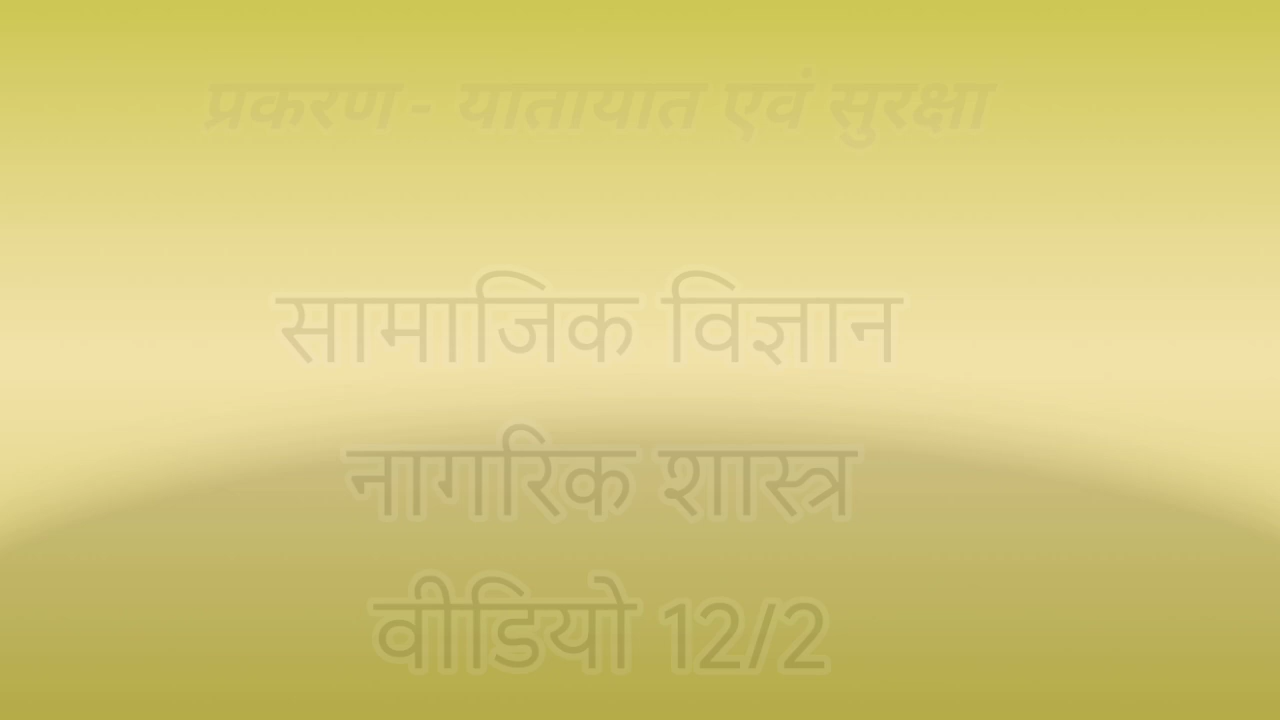 प्रकरण - यातायात एवं सुरक्षा
सामाजिक विज्ञान
नागरिक शास्त्र
वीडियो 12/2